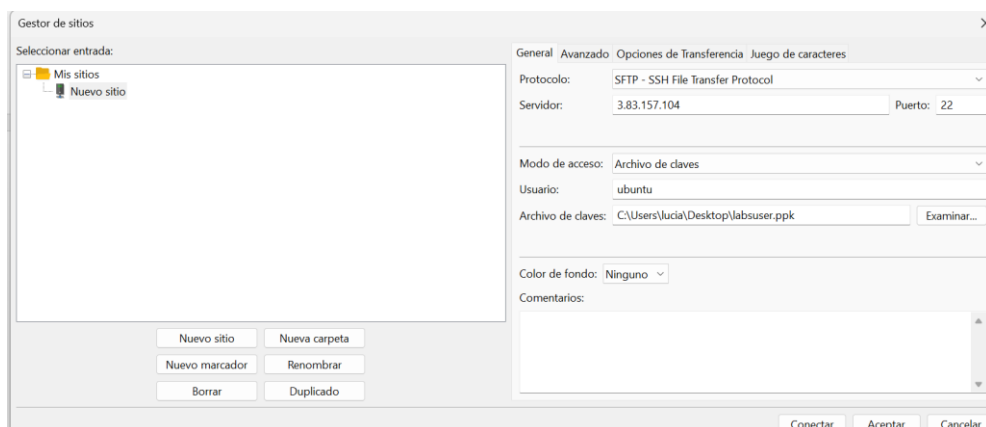 Gestor de sitios
Seleccionar entrada:
Mis sitios
Nuevo sitio
Nuevo sitio Nueva carpeta
Nuevo marcador Renombrar
Borrar Duplicado
General Avanzado Opciones de Transferencia Juego de caracteres
Protocolo: SFTP - SSH File Transfer Protocol
Servidor: 3.83.157.104 Puerto: 22
Modo de acceso: Archivo de claves
Usuario: ubuntu
Archivo de claves: C:\Users\lucia\Desktop\labsuser.ppk Examinar...
Color de fondo: Ninguno
Comentarios:
Conectar Aceptar Cancelar